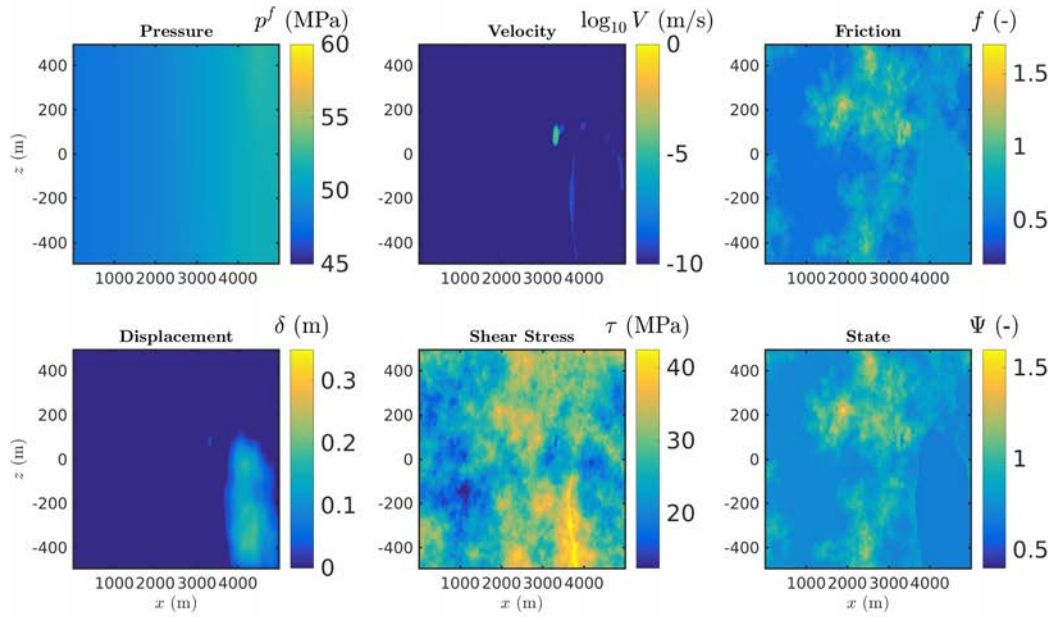 Pressure
p^f (MPa)
Velocity
log₁₀ V (m/s)
Friction
f (-)
z (m)
400
200
0
-200
-400
1000 2000 3000 4000
60
55
50
45
400
200
0
-200
-400
1000 2000 3000 4000
0
-5
-10
400
200
0
-200
-400
1000 2000 3000 4000
1.5
1
0.5
Displacement
δ (m)
Shear Stress
τ (MPa)
State
Ψ (-)
z (m)
400
200
0
-200
-400
1000 2000 3000 4000
x (m)
0.3
0.2
0.1
0
400
200
0
-200
-400
1000 2000 3000 4000
x (m)
40
30
20
400
200
0
-200
-400
1000 2000 3000 4000
x (m)
1.5
1
0.5